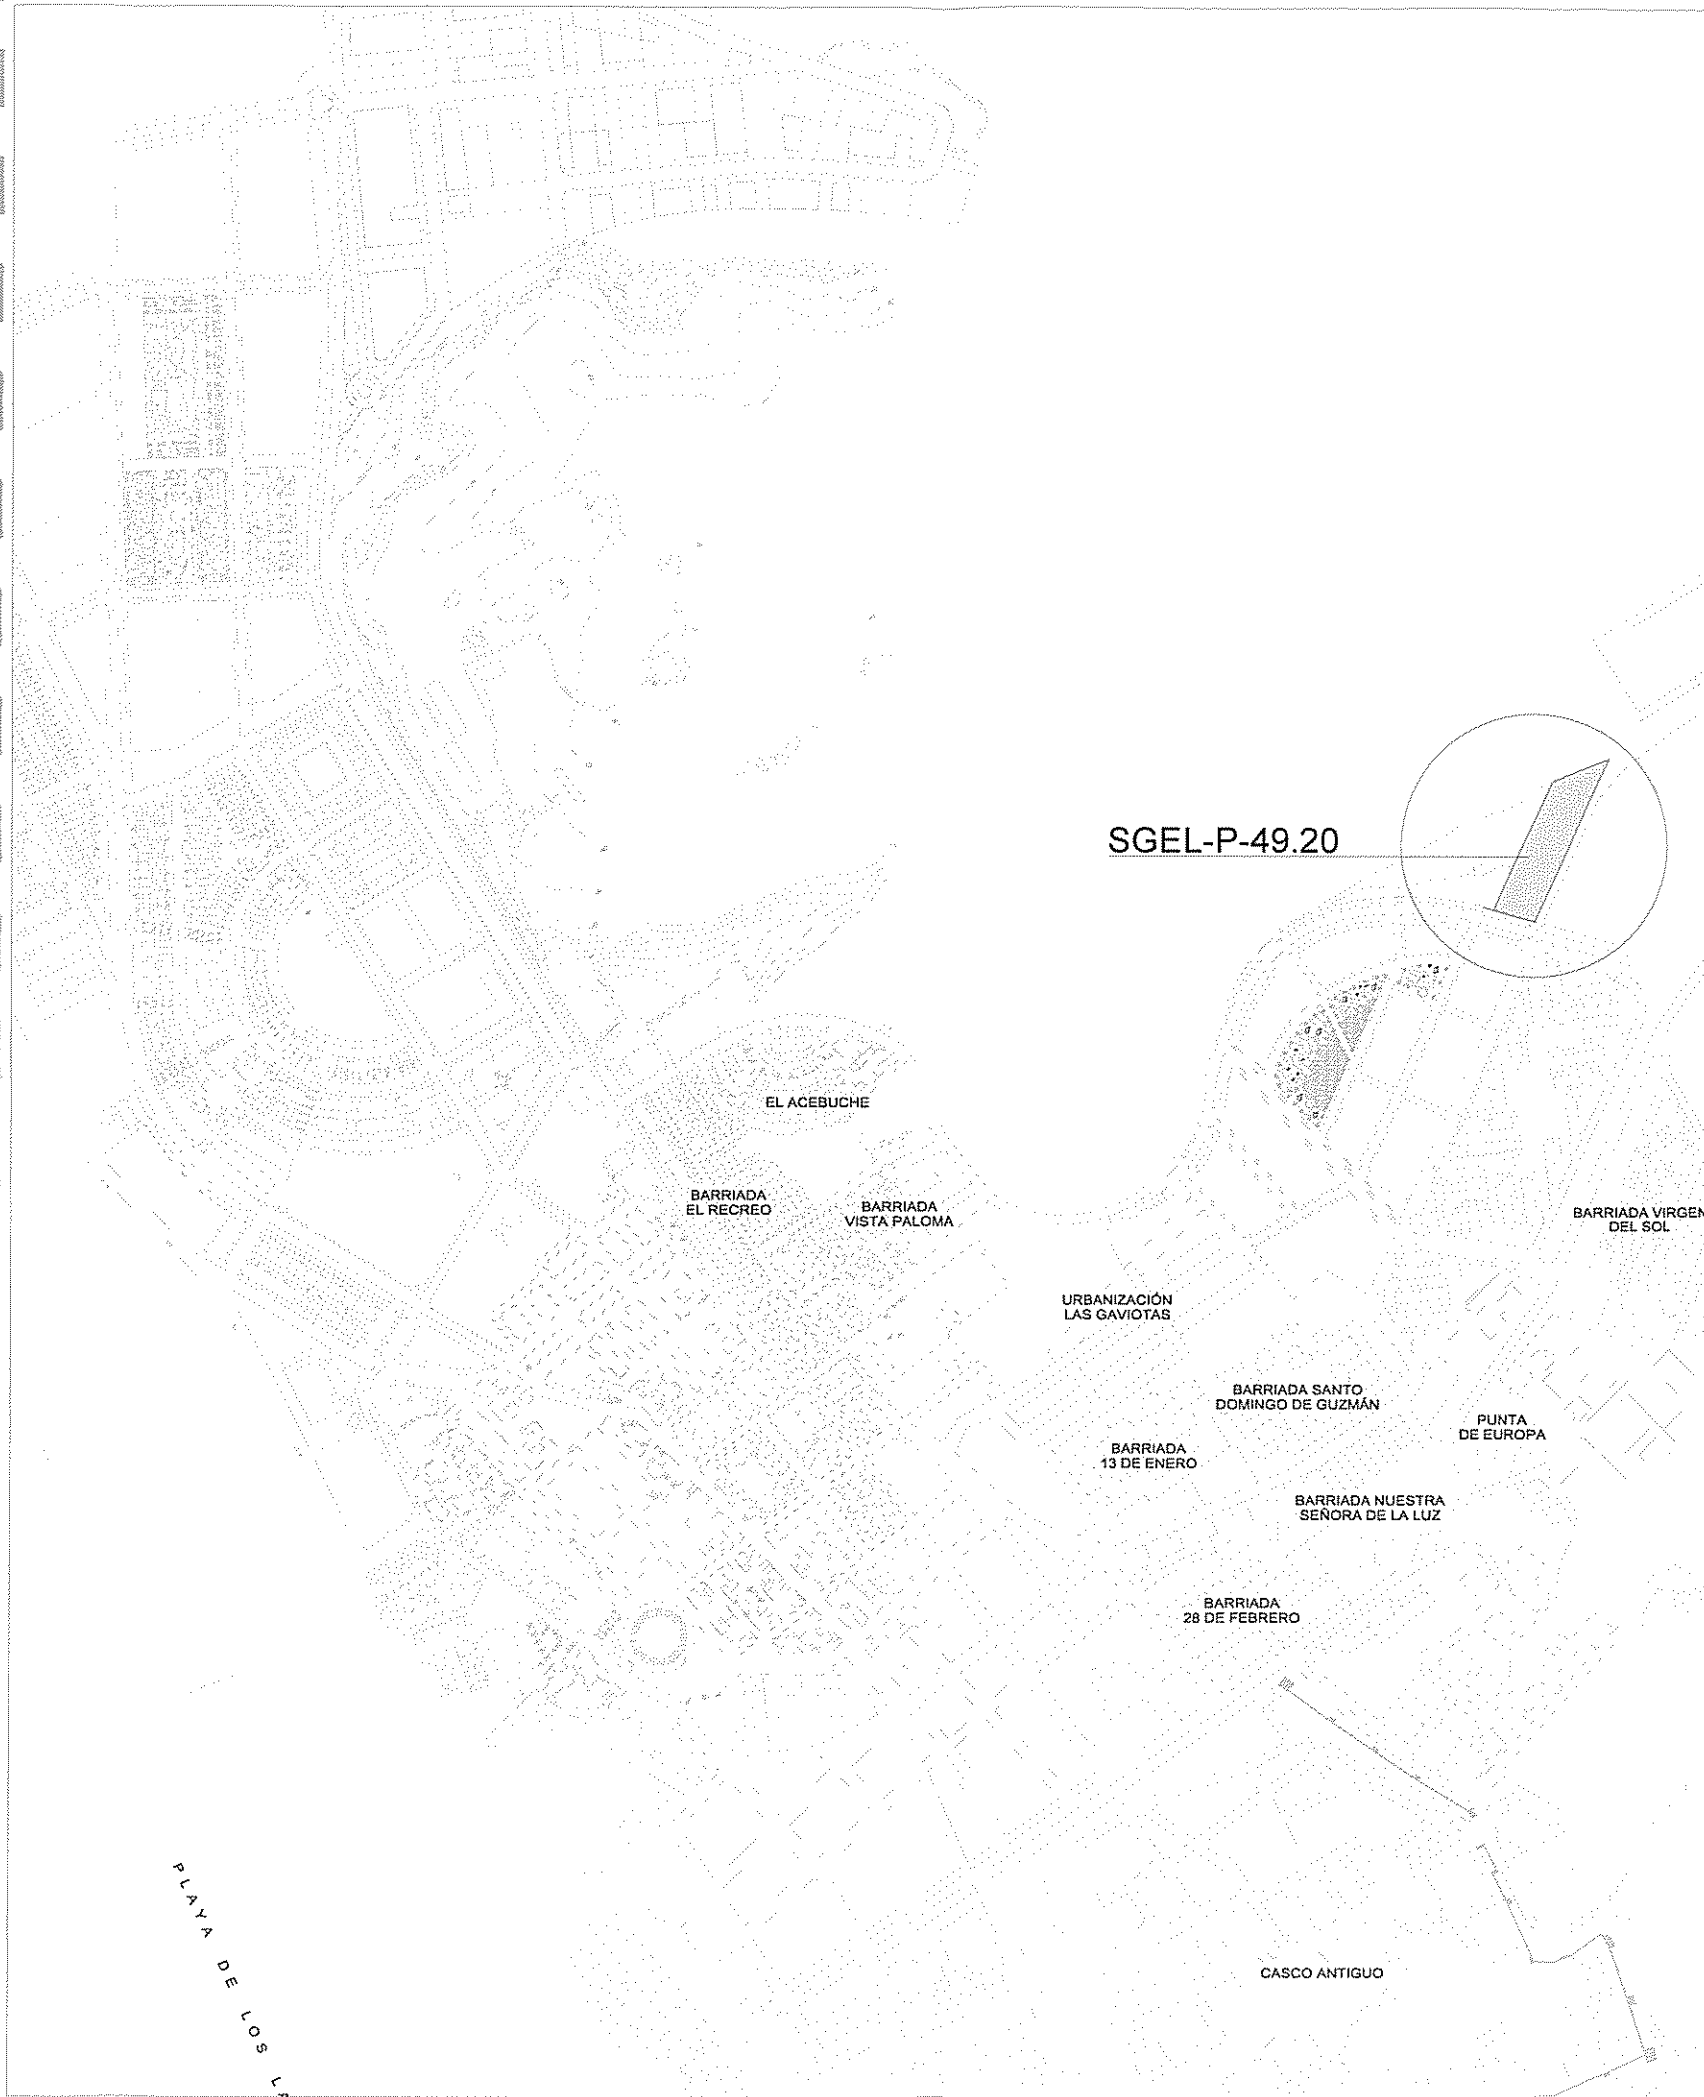 SGEL-P-49.20
EL ACEBUCHE
BARRIADA
EL RECREO
BARRIADA
VISTA PALOMA
BARRIADA VIRGEN
DEL SOL
URBANIZACIÓN
LAS GAVIOTAS
BARRIADA SANTO
DOMINGO DE GUZMÁN
PUNTA
DE EUROPA
BARRIADA
13 DE ENERO
BARRIADA NUESTRA
SEÑORA DE LA LUZ
BARRIADA
28 DE FEBRERO
CASCO ANTIGUO
PLAYA DE LOS